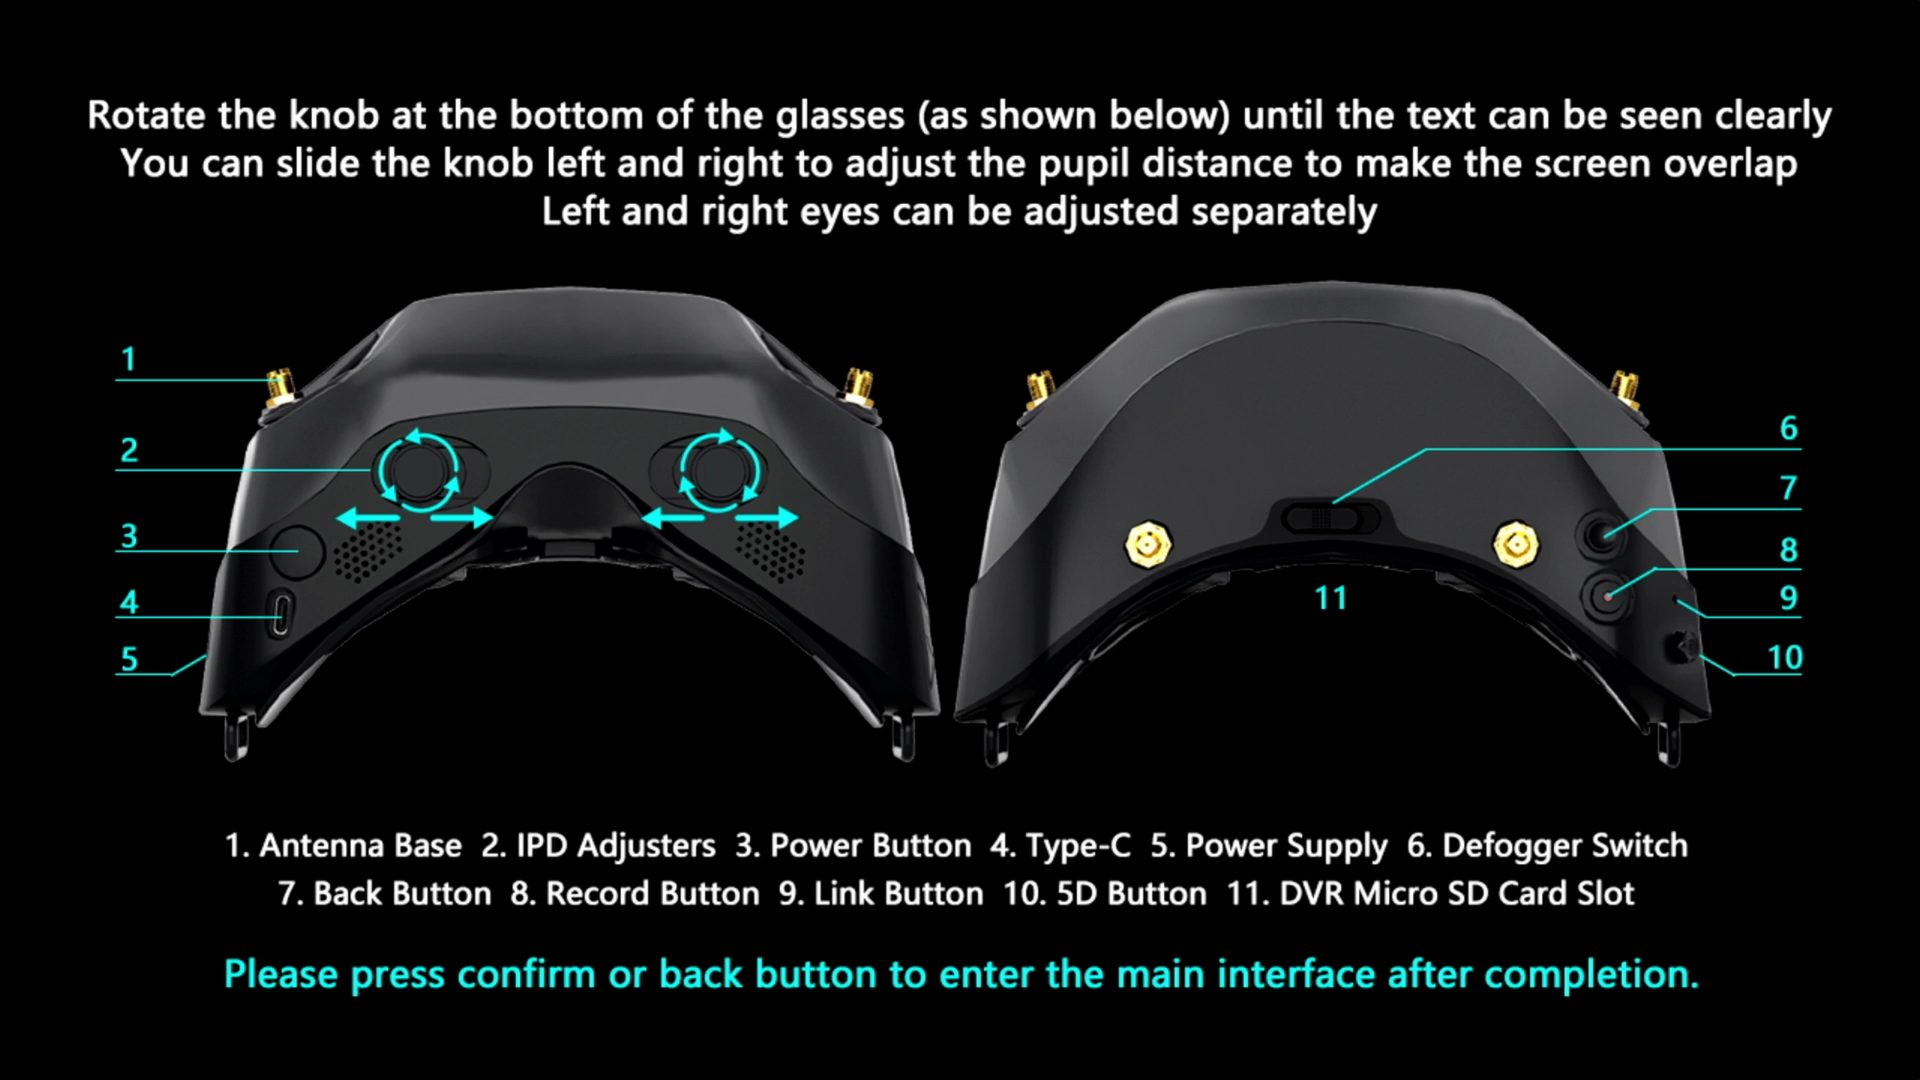 Rotate the knob at the bottom of the glasses (as shown below) until the text can be seen clearly
You can slide the knob left and right to adjust the pupil distance to make the screen overlap
Left and right eyes can be adjusted separately
1
2
3
4
5
6
7
8
9
10
11
1. Antenna Base 2. IPD Adjusters 3. Power Button 4. Type-C 5. Power Supply 6. Defogger Switch
7. Back Button 8. Record Button 9. Link Button 10. 5D Button 11. DVR Micro SD Card Slot
Please press confirm or back button to enter the main interface after completion.